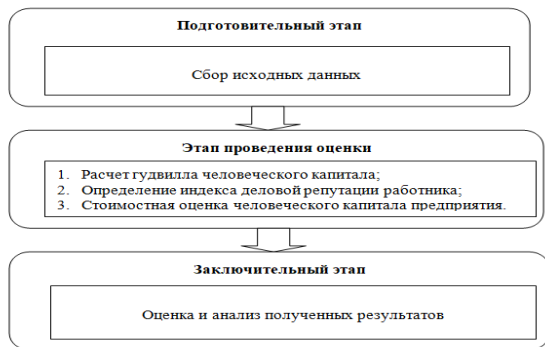 Подготовительный этап
Сбор исходных данных
Этап проведения оценки
1. Расчет гудвилла человеческого капитала;
2. Определение индекса деловой репутации работника;
3. Стоимостная оценка человеческого капитала предприятия.
Заключительный этап
Оценка и анализ полученных результатов